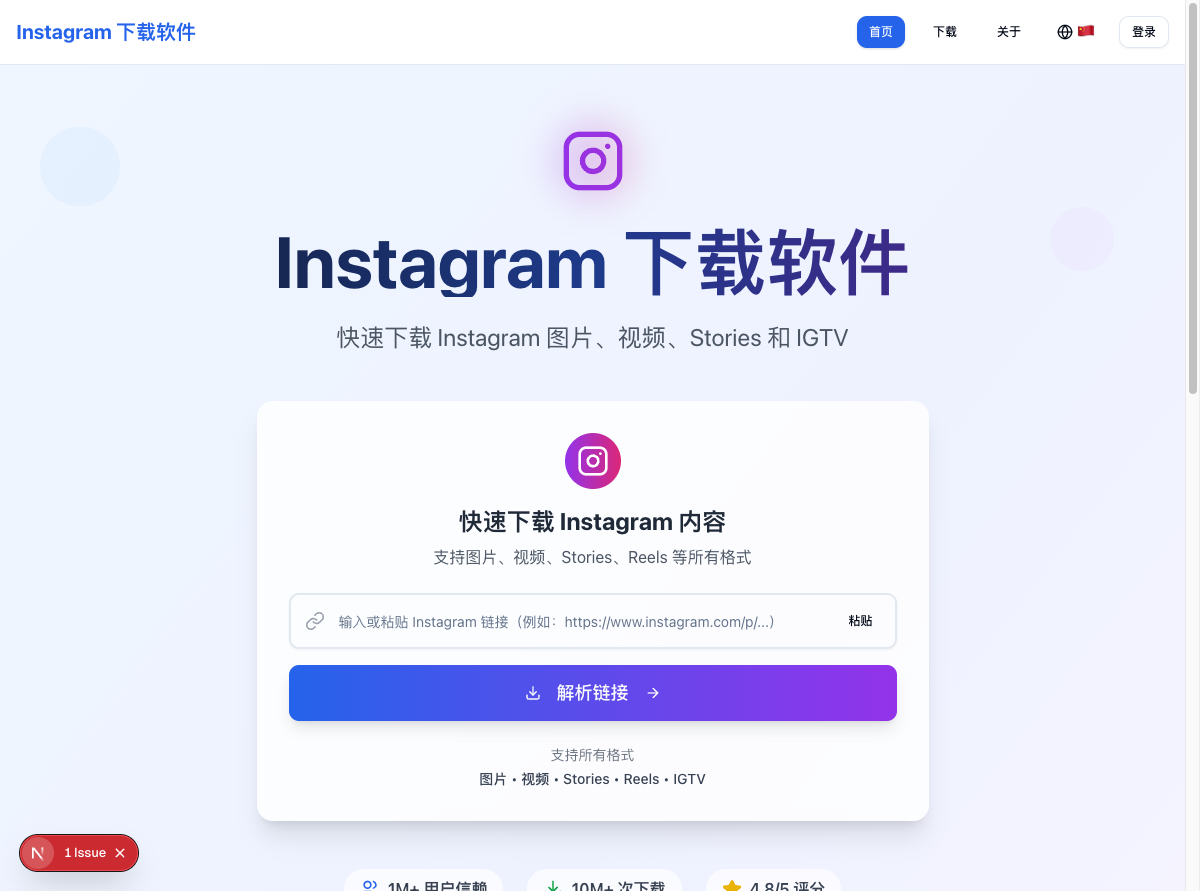 Instagram 下载软件
首页 下载 关于 登录
Instagram 下载软件
快速下载 Instagram 图片、视频、Stories 和 IGTV
快速下载 Instagram 内容
支持图片、视频、Stories、Reels 等所有格式
输入或粘贴 Instagram 链接（例如：https://www.instagram.com/p/...） 粘贴
解析链接
支持所有格式
图片 • 视频 • Stories • Reels • IGTV
N 1 Issue
1M+ 用户信赖 10M+ 次下载 4.8/5 评分